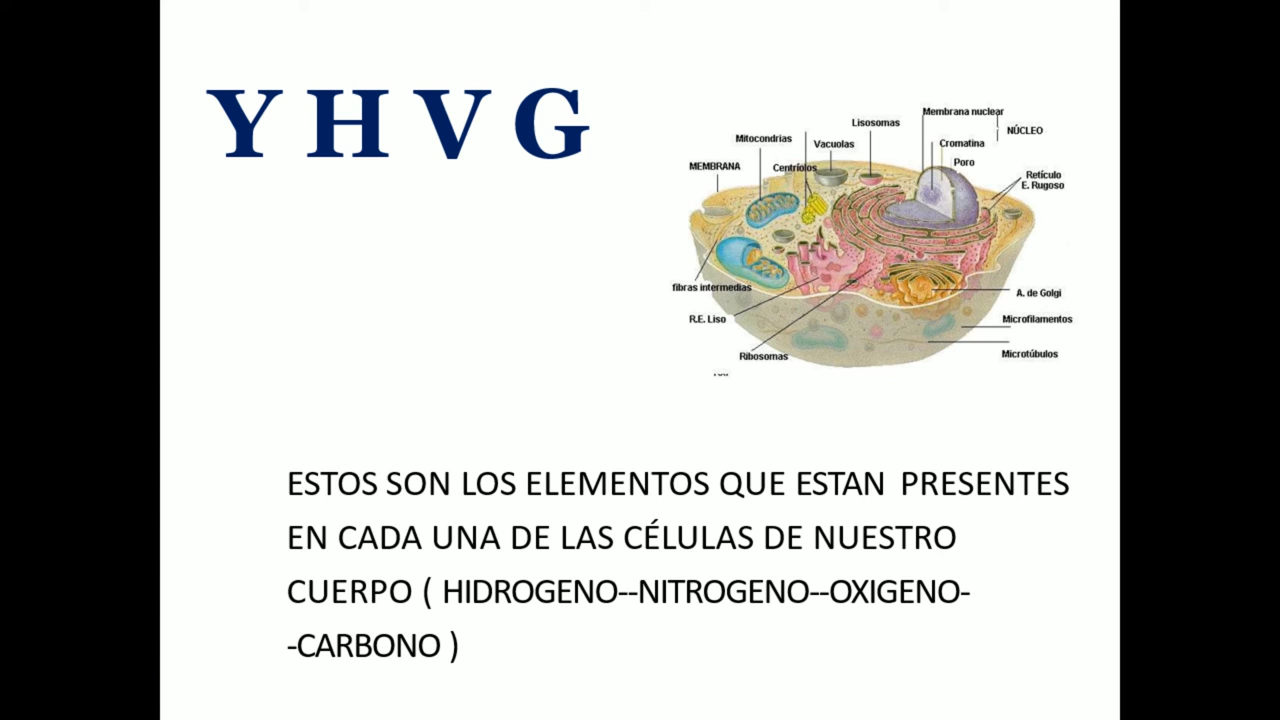 Y H V G
Membrana nuclear
Lisosomas
NÚCLEO
Mitocondrias
Vacuolas
Cromatina
Poro
MEMBRANA
Centríolos
Retículo
E. Rugoso
fibras intermedias
A. de Golgi
R.E. Liso
Microfilamentos
Ribosomas
Microtúbulos
ESTOS SON LOS ELEMENTOS QUE ESTAN PRESENTES
EN CADA UNA DE LAS CÉLULAS DE NUESTRO
CUERPO ( HIDROGENO--NITROGENO--OXIGENO-
-CARBONO )